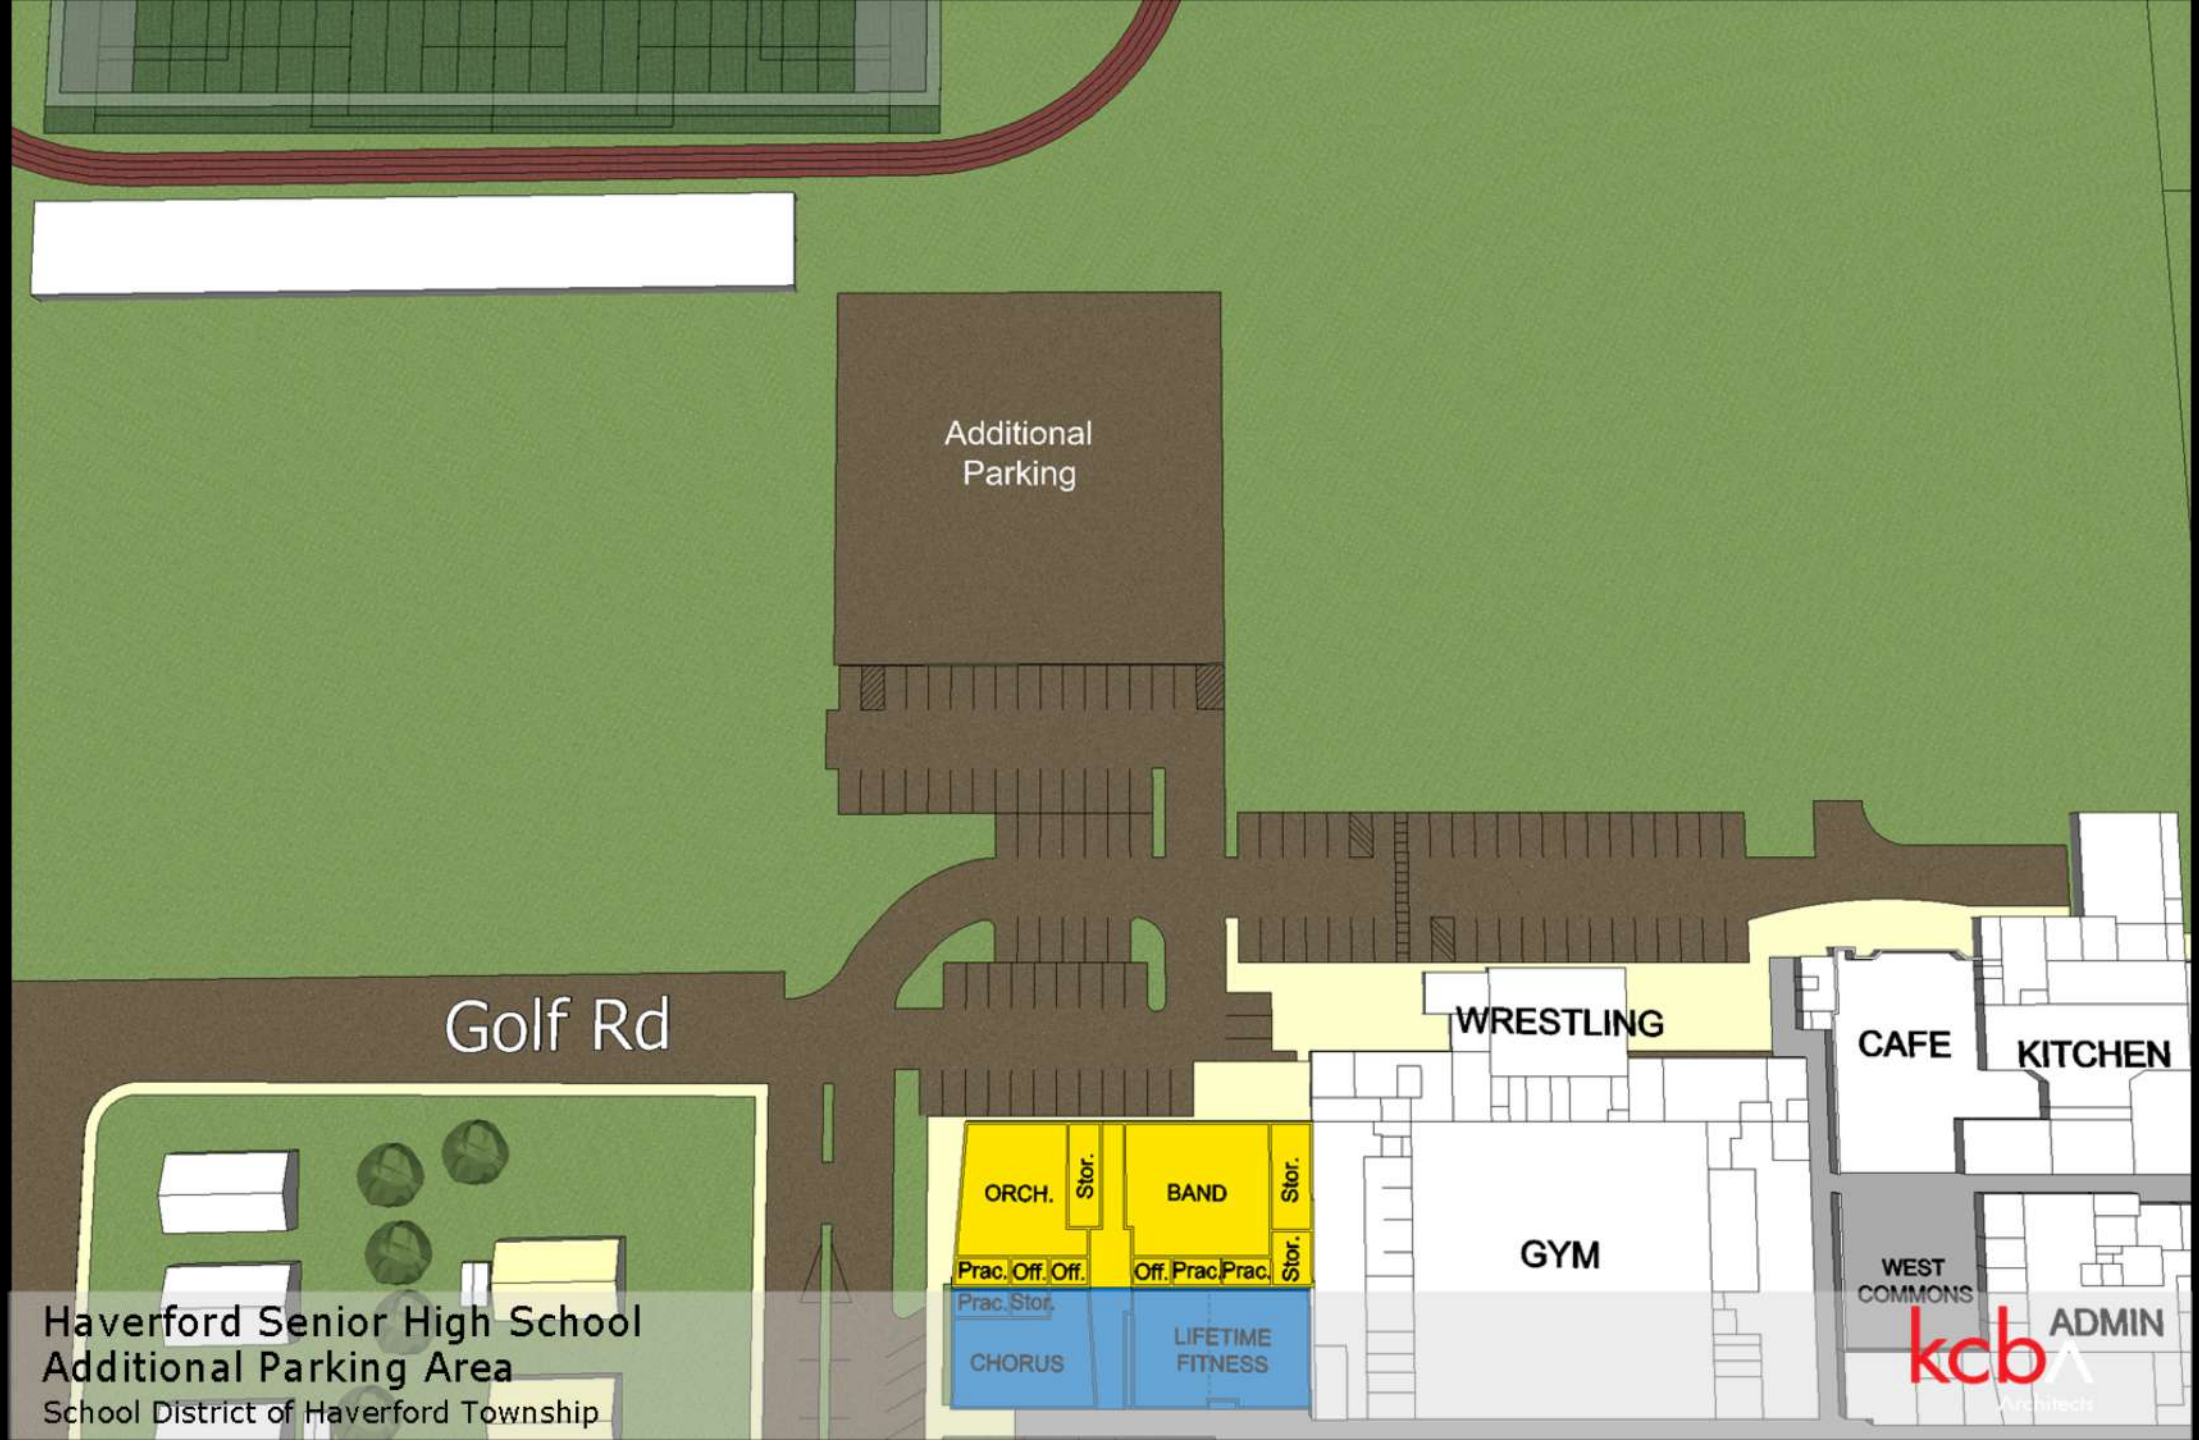 Additional
Parking
Golf Rd
WRESTLING
CAFE
KITCHEN
ORCH.
Stor.
BAND
Stor.
Prac.
Off.
Off.
Off.
Prac.
Prac.
Stor.
GYM
WEST
COMMONS
Prac.
Stor.
CHORUS
LIFETIME
FITNESS
ADMIN
Haverford Senior High School
Additional Parking Area
School District of Haverford Township
kcba
Architects